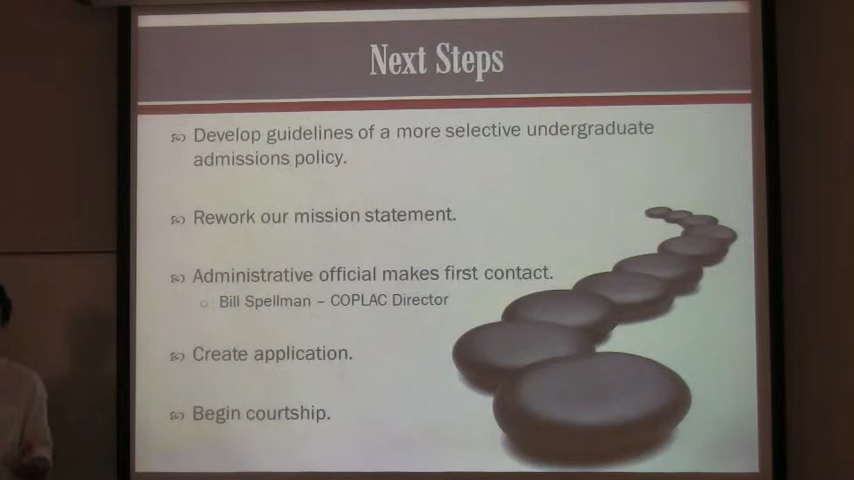 Next Steps
Develop guidelines of a more selective undergraduate
admissions policy.
Rework our mission statement.
Administrative official makes first contact.
Bill Spellman – COPLAC Director
Create application.
Begin courtship.